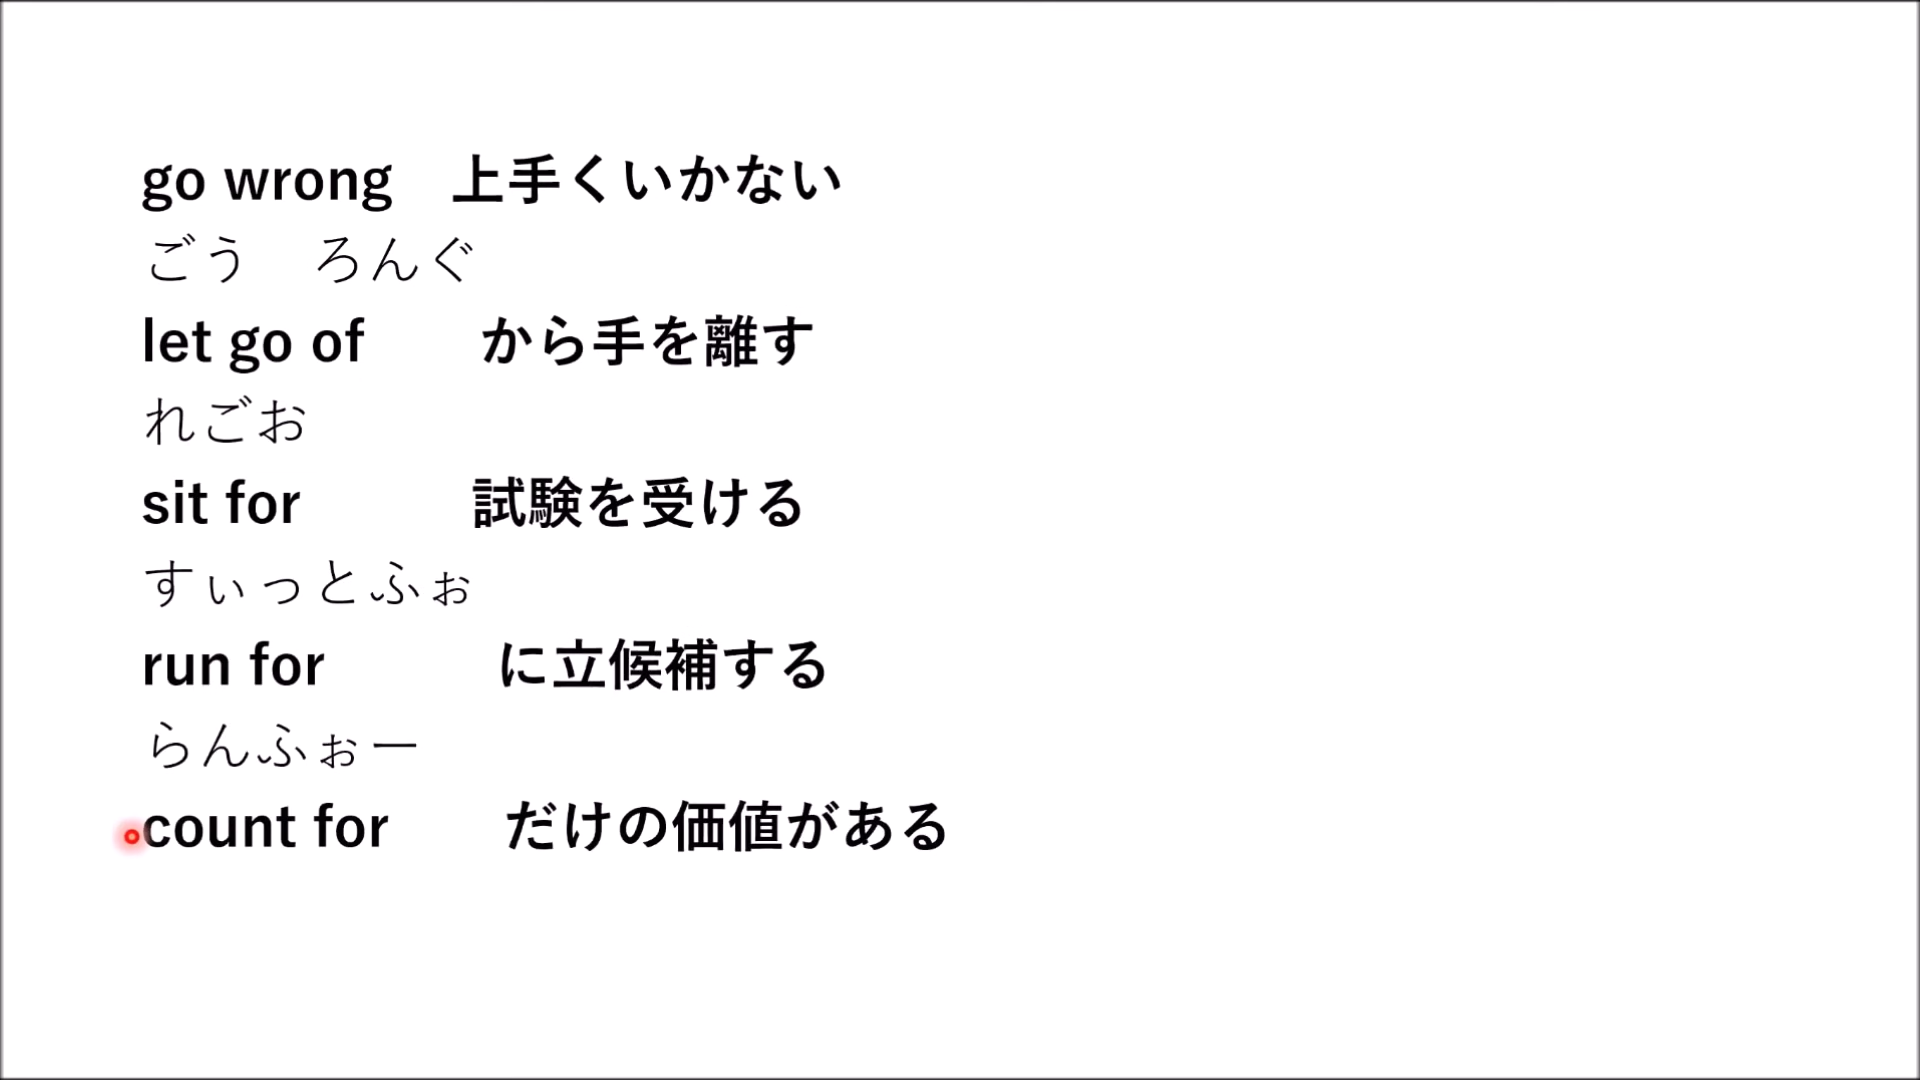 go wrong　上手くいかない
ごう　ろんぐ
let go of　　から手を離す
れごお
sit for　　　試験を受ける
すぃっとふぉ
run for　　　に立候補する
らんふぉー
count for　　だけの価値がある